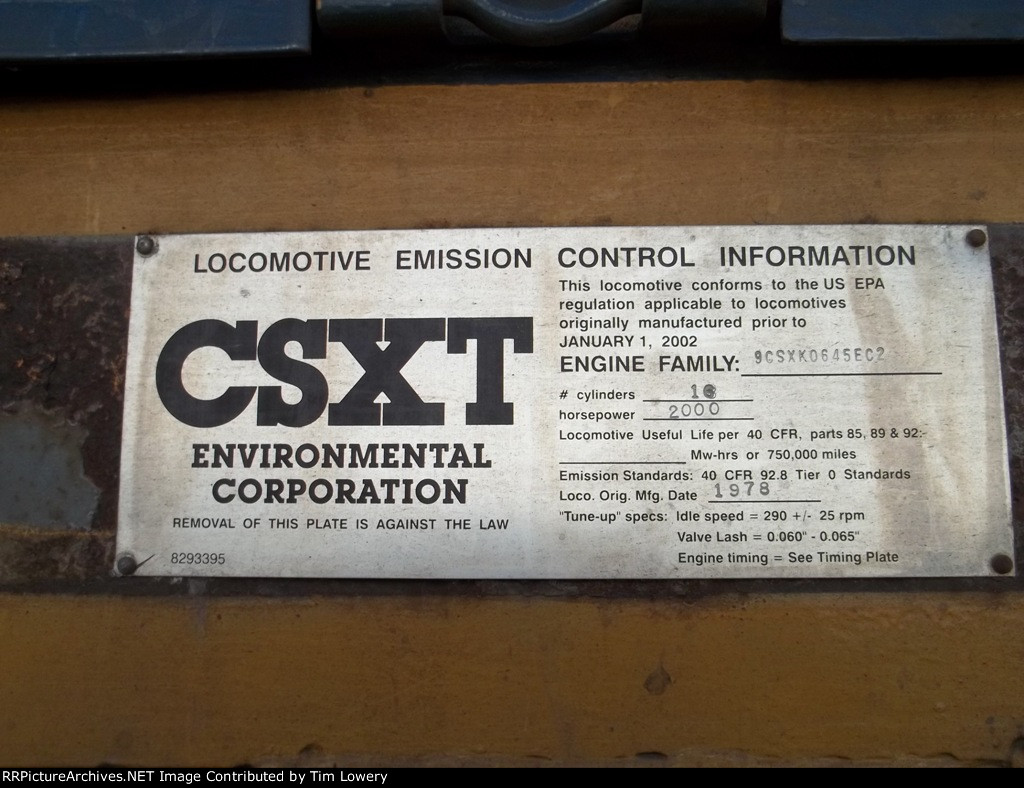 LOCOMOTIVE EMISSION CONTROL INFORMATION
CSXT
ENVIRONMENTAL
CORPORATION
REMOVAL OF THIS PLATE IS AGAINST THE LAW
8293395
This locomotive conforms to the US EPA
regulation applicable to locomotives
originally manufactured prior to
JANUARY 1, 2002
ENGINE FAMILY: 9CSXK0645EC2
# cylinders 16
horsepower 2000
Locomotive Useful Life per 40 CFR, parts 85, 89 & 92:-
Mw-hrs or 750,000 miles
Emission Standards: 40 CFR 92.8 Tier 0 Standards
Loco. Orig. Mfg. Date 1978
"Tune-up" specs: Idle speed = 290 +/- 25 rpm
Valve Lash = 0.060" - 0.065"
Engine timing = See Timing Plate
RRPictureArchives.NET Image Contributed by Tim Lowery